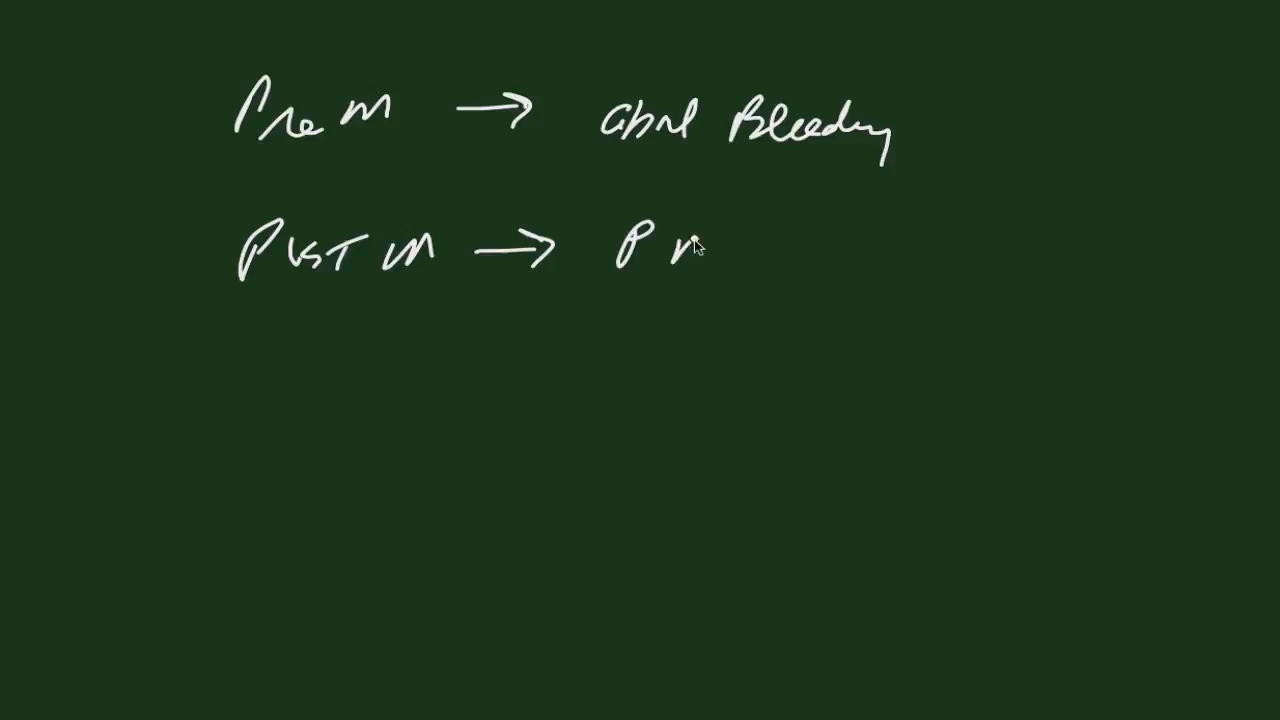 Pre M → abnl Bleeding
Post M → P M